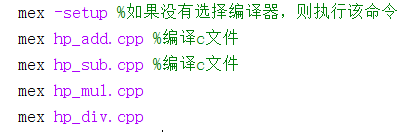 mex -setup %如果没有选择编译器，则执行该命令
mex hp_add.cpp %编译c文件
mex hp_sub.cpp %编译c文件
mex hp_mul.cpp
mex hp_div.cpp